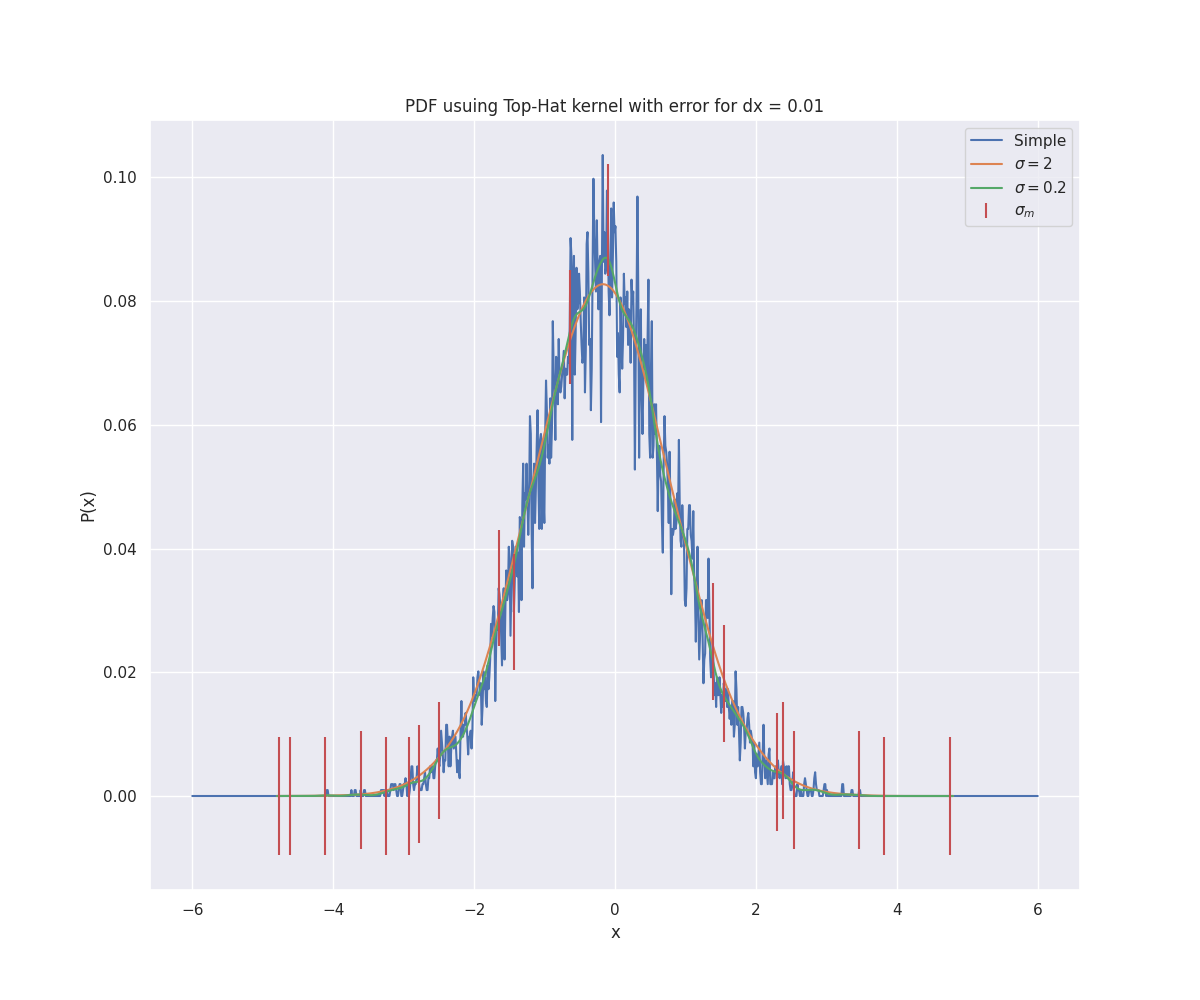 PDF usuing Top-Hat kernel with error for dx = 0.01
Simple
σ = 2
σ = 0.2
σₘ
0.10
0.08
0.06
0.04
0.02
0.00
P(x)
−6 −4 −2 0 2 4 6
x